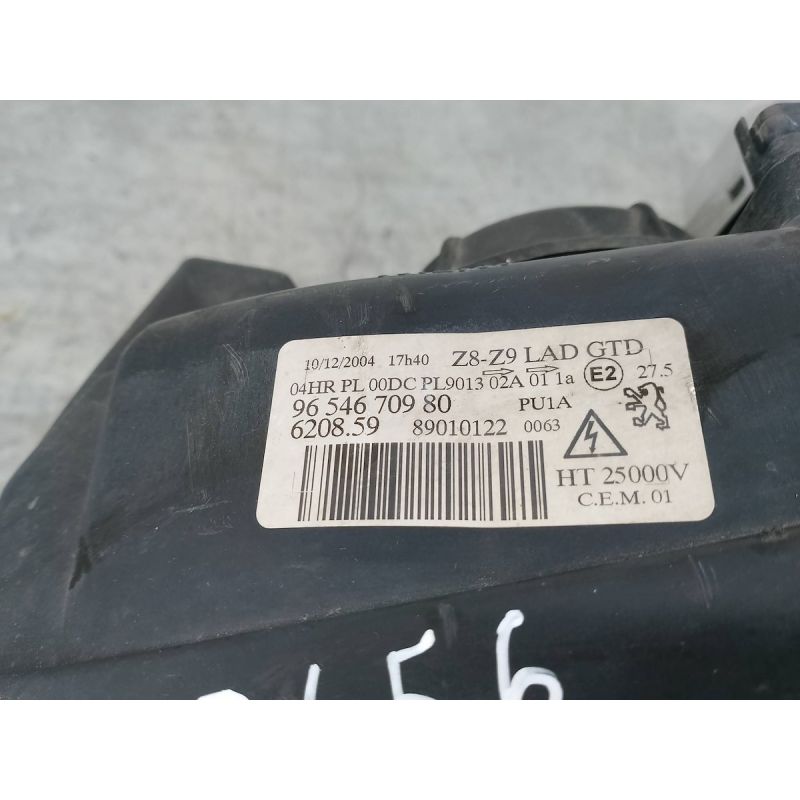 10/12/2004 17h40 Z8-Z9 LAD GTD
04HR PL 00DC PL9013 02A 01 1a E2 27.5
96 546 709 80 PU1A
6208.59 89010122 0063
HT 25000V
C.E.M. 01